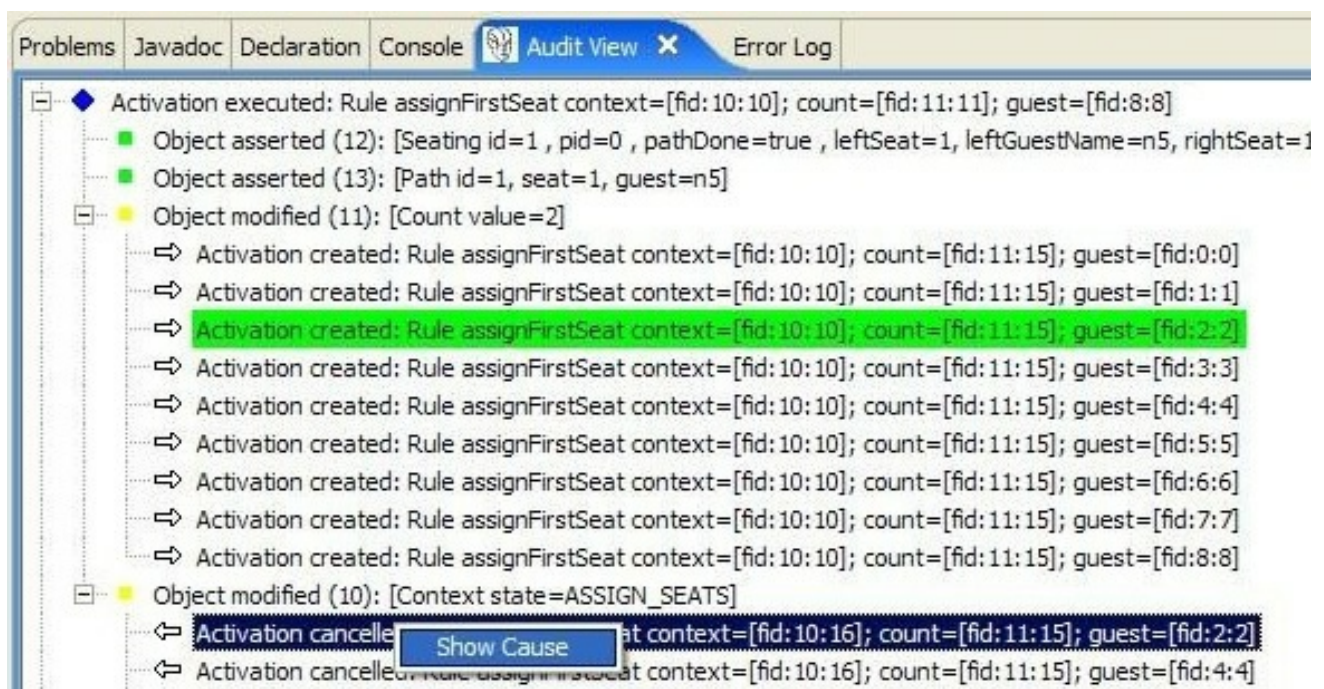 Problems Javadoc Declaration Console Audit View Error Log
Activation executed: Rule assignFirstSeat context=[fid:10:10]; count=[fid:11:11]; guest=[fid:8:8]
Object asserted (12): [Seating id=1 , pid=0 , pathDone=true , leftSeat=1, leftGuestName=n5, rightSeat=1
Object asserted (13): [Path id=1, seat=1, guest=n5]
Object modified (11): [Count value=2]
Activation created: Rule assignFirstSeat context=[fid:10:10]; count=[fid:11:15]; guest=[fid:0:0]
Activation created: Rule assignFirstSeat context=[fid:10:10]; count=[fid:11:15]; guest=[fid:1:1]
Activation created: Rule assignFirstSeat context=[fid:10:10]; count=[fid:11:15]; guest=[fid:2:2]
Activation created: Rule assignFirstSeat context=[fid:10:10]; count=[fid:11:15]; guest=[fid:3:3]
Activation created: Rule assignFirstSeat context=[fid:10:10]; count=[fid:11:15]; guest=[fid:4:4]
Activation created: Rule assignFirstSeat context=[fid:10:10]; count=[fid:11:15]; guest=[fid:5:5]
Activation created: Rule assignFirstSeat context=[fid:10:10]; count=[fid:11:15]; guest=[fid:6:6]
Activation created: Rule assignFirstSeat context=[fid:10:10]; count=[fid:11:15]; guest=[fid:7:7]
Activation created: Rule assignFirstSeat context=[fid:10:10]; count=[fid:11:15]; guest=[fid:8:8]
Object modified (10): [Context state=ASSIGN_SEATS]
Activation cancelle at context=[fid:10:16]; count=[fid:11:15]; guest=[fid:2:2]
Show Cause
Activation cancelled: Rule assignFirstSeat context=[fid:10:16]; count=[fid:11:15]; guest=[fid:4:4]